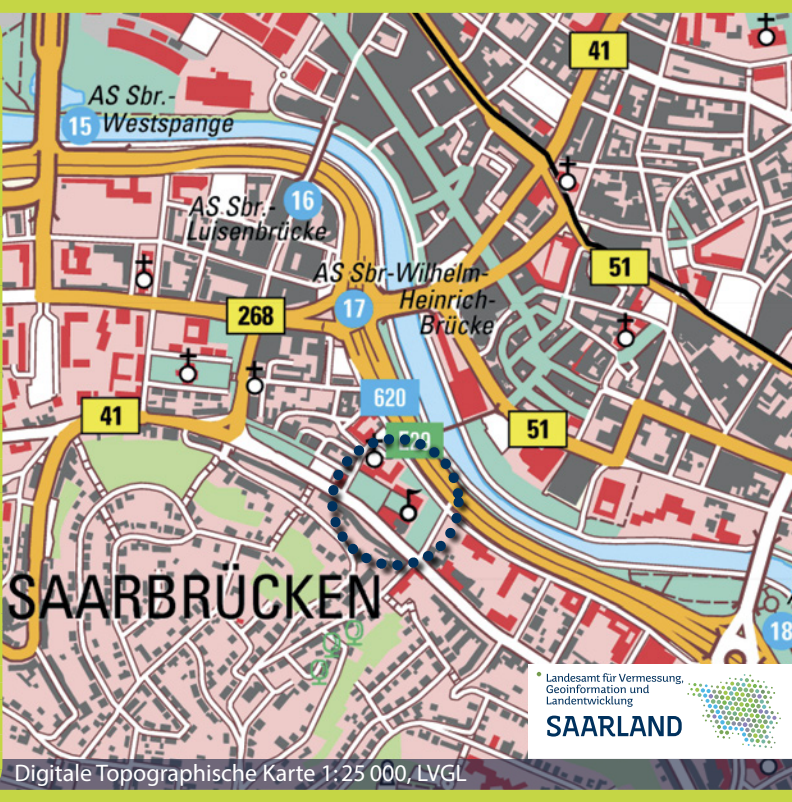 41
AS Sbr.-
Westspange
15
16
AS Sbr.-
Luisenbrücke
51
AS Sbr-Wilhelm-
Heinrich-
Brücke
17
268
620
41
51
SAARBRÜCKEN
18
Landesamt für Vermessung,
Geoinformation und
Landentwicklung
SAARLAND
Digitale Topographische Karte 1:25 000, LVGL